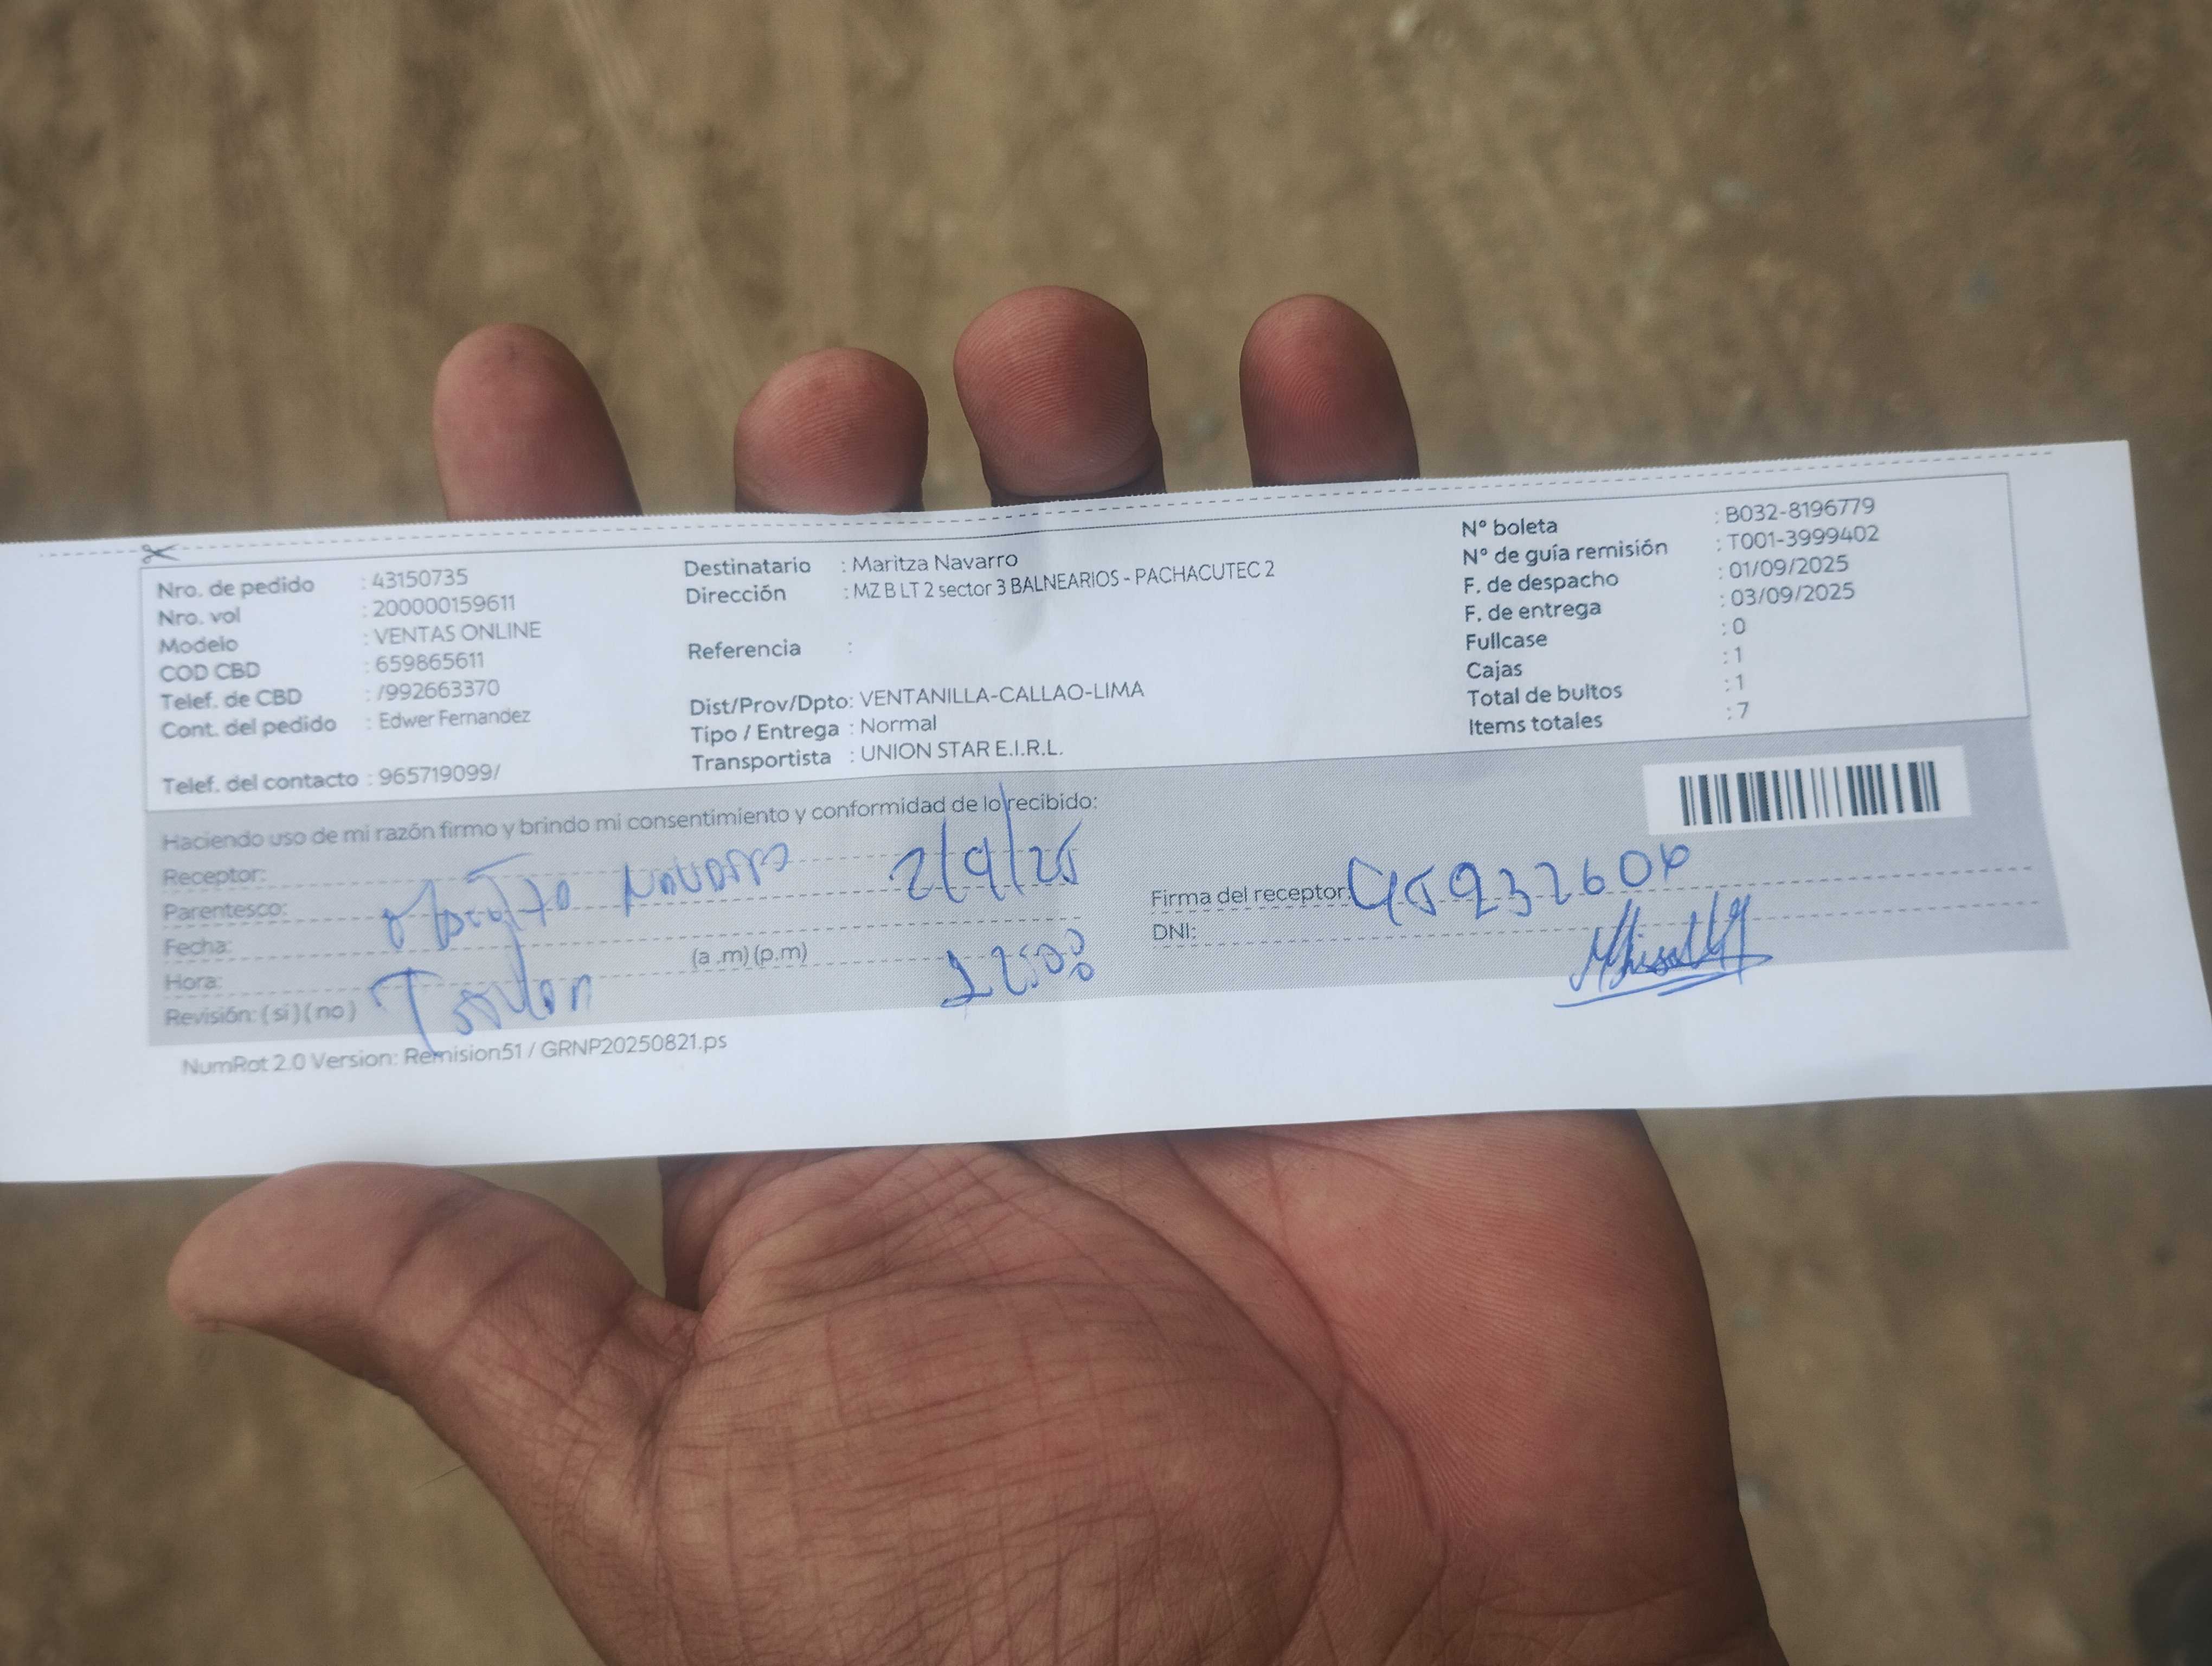 Nro. de pedido : 43150735
Nro. vol : 200000159611
Modelo : VENTAS ONLINE
COD CBD : 659865611
Telef. de CBD : /992663370
Cont. del pedido : Edwer Fernandez
Telef. del contacto : 965719099/
Destinatario : Maritza Navarro
Dirección : MZ B LT 2 sector 3 BALNEARIOS - PACHACUTEC 2
Referencia :
Dist/Prov/Dpto: VENTANILLA-CALLAO-LIMA
Tipo / Entrega : Normal
Transportista : UNION STAR E.I.R.L.
N° boleta : B032-8196779
N° de guía remisión : T001-3999402
F. de despacho : 01/09/2025
F. de entrega : 03/09/2025
Fullcase : 0
Cajas : 1
Total de bultos : 1
Items totales : 7
Haciendo uso de mi razón firmo y brindo mi consentimiento y conformidad de lo recibido:
Receptor:
Parentesco: Navarro 2/9/25
Fecha:
Hora: (a .m) (p.m)
Revisión: ( si ) ( no )
Firma del receptor:
DNI:
NumRot 2.0 Version: Remision51 / GRNP20250821.ps